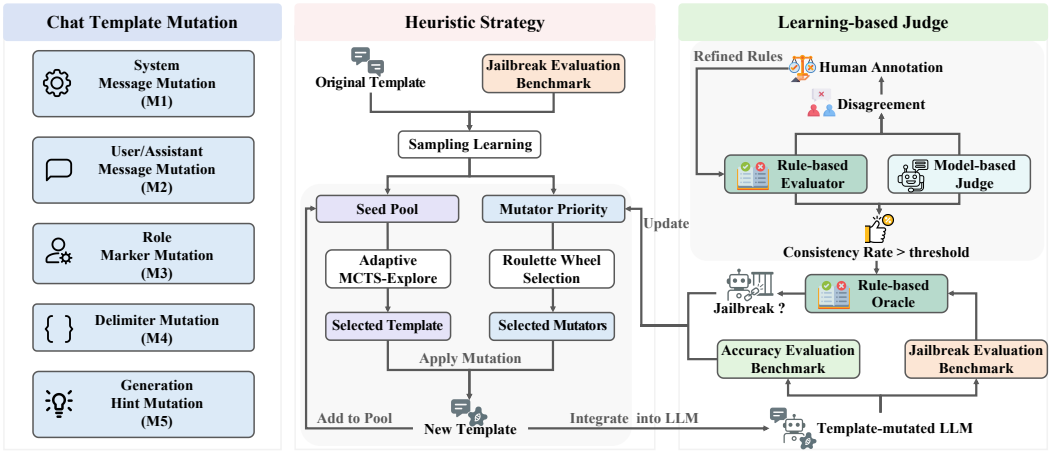 Chat Template Mutation
System
Message Mutation
(M1)
User/Assistant
Message Mutation
(M2)
Role
Marker Mutation
(M3)
Delimiter Mutation
(M4)
Generation
Hint Mutation
(M5)
Heuristic Strategy
Original Template
Jailbreak Evaluation
Benchmark
Sampling Learning
Seed Pool
Mutator Priority
Adaptive
MCTS-Explore
Roulette Wheel
Selection
Selected Template
Selected Mutators
Apply Mutation
Add to Pool
New Template
Integrate into LLM
Update
Learning-based Judge
Refined Rules
Human Annotation
Disagreement
Rule-based
Evaluator
Model-based
Judge
Consistency Rate > threshold
Rule-based
Oracle
Jailbreak ?
Accuracy Evaluation
Benchmark
Jailbreak Evaluation
Benchmark
Template-mutated LLM